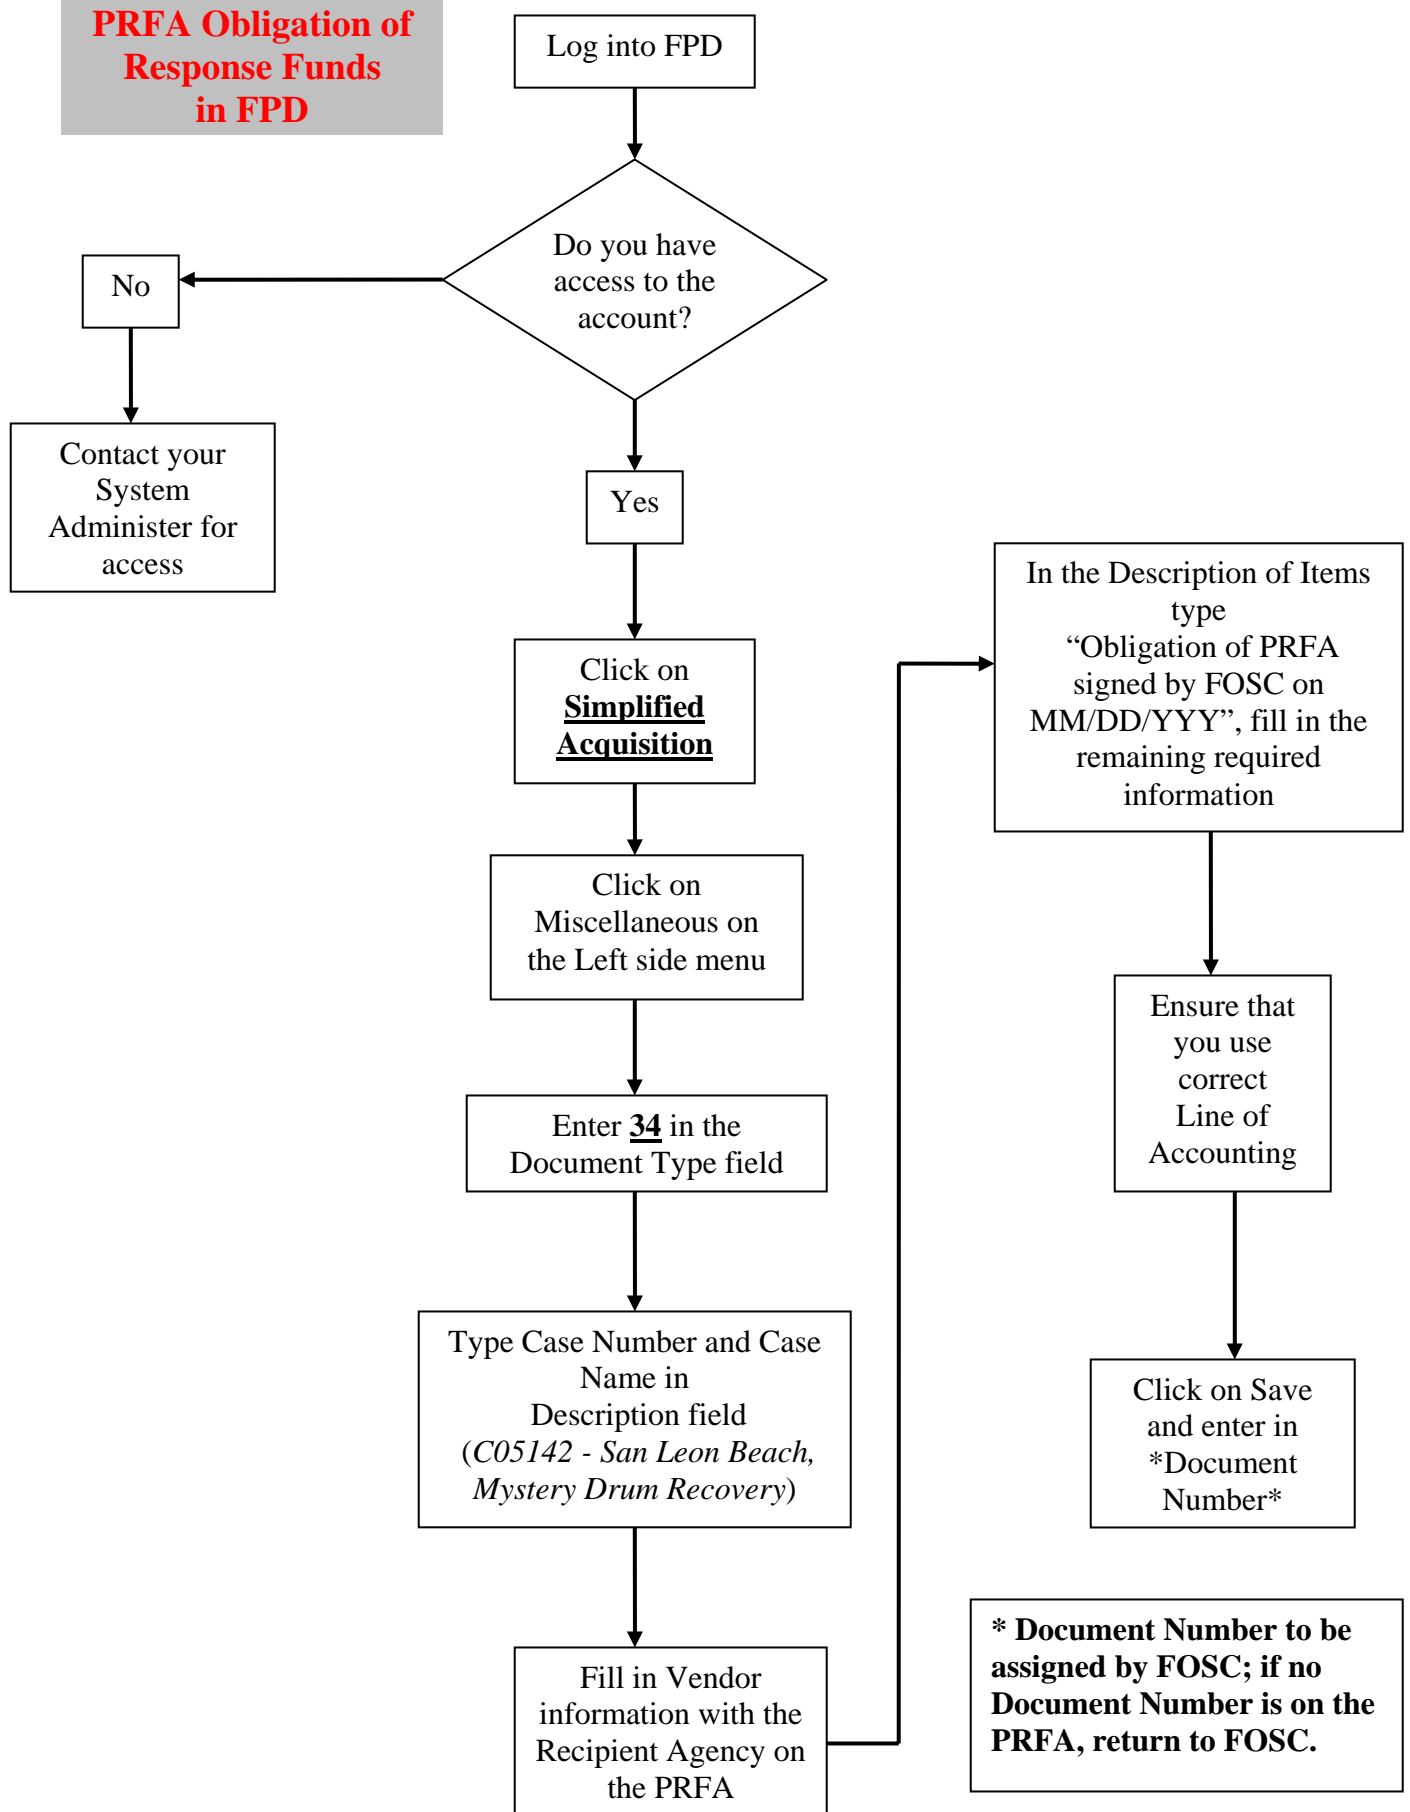 PRFA Obligation of
Response Funds
in FPD
Log into FPD
Do you have
access to the
account?
No
Contact your
System
Administer for
access
Yes
Click on
Simplified
Acquisition
Click on
Miscellaneous on
the Left side menu
Enter 34 in the
Document Type field
Type Case Number and Case
Name in
Description field
(C05142 - San Leon Beach,
Mystery Drum Recovery)
Fill in Vendor
information with the
Recipient Agency on
the PRFA
In the Description of Items
type
“Obligation of PRFA
signed by FOSC on
MM/DD/YYY”, fill in the
remaining required
information
Ensure that
you use
correct
Line of
Accounting
Click on Save
and enter in
*Document
Number*
* Document Number to be
assigned by FOSC; if no
Document Number is on the
PRFA, return to FOSC.